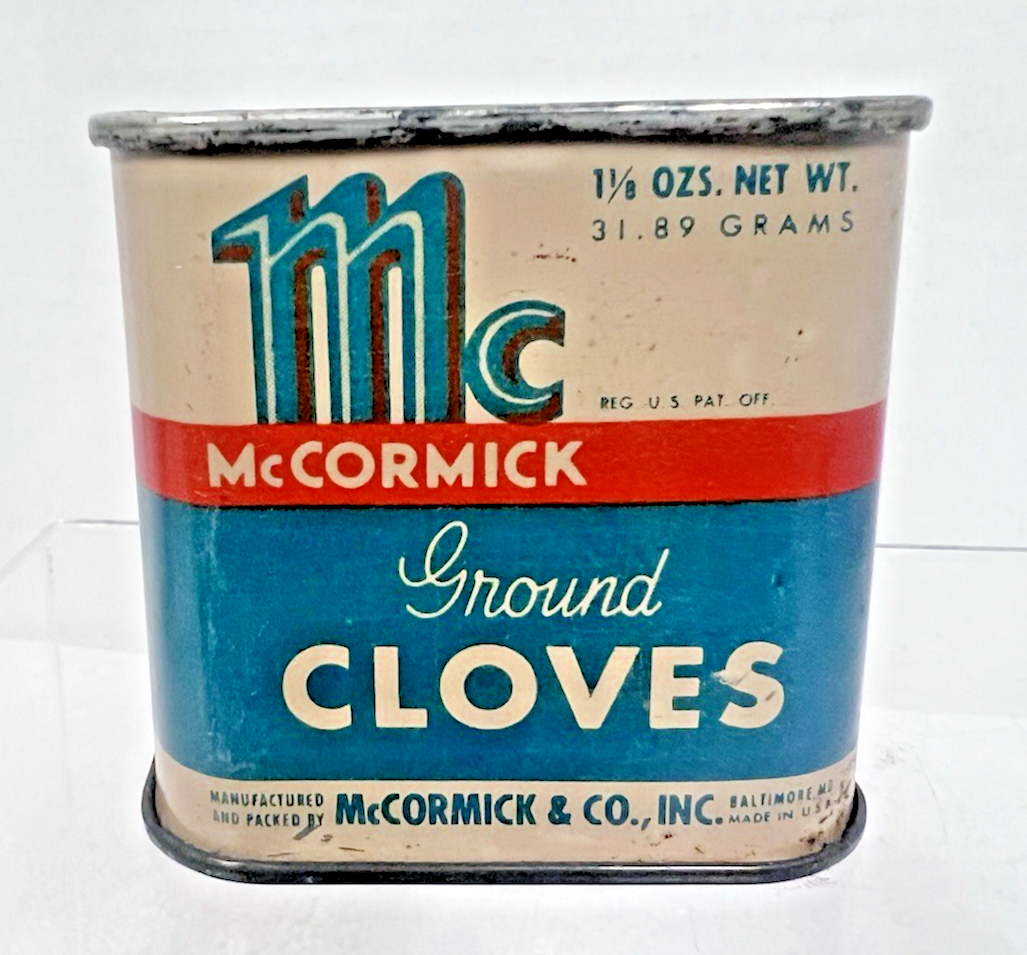 Mc
1⅛ OZS. NET WT.
31.89 GRAMS
REG. U.S. PAT. OFF.
McCORMICK
Ground
CLOVES
MANUFACTURED
AND PACKED BY
McCORMICK & CO., INC.
BALTIMORE, MD.
MADE IN U.S.A.